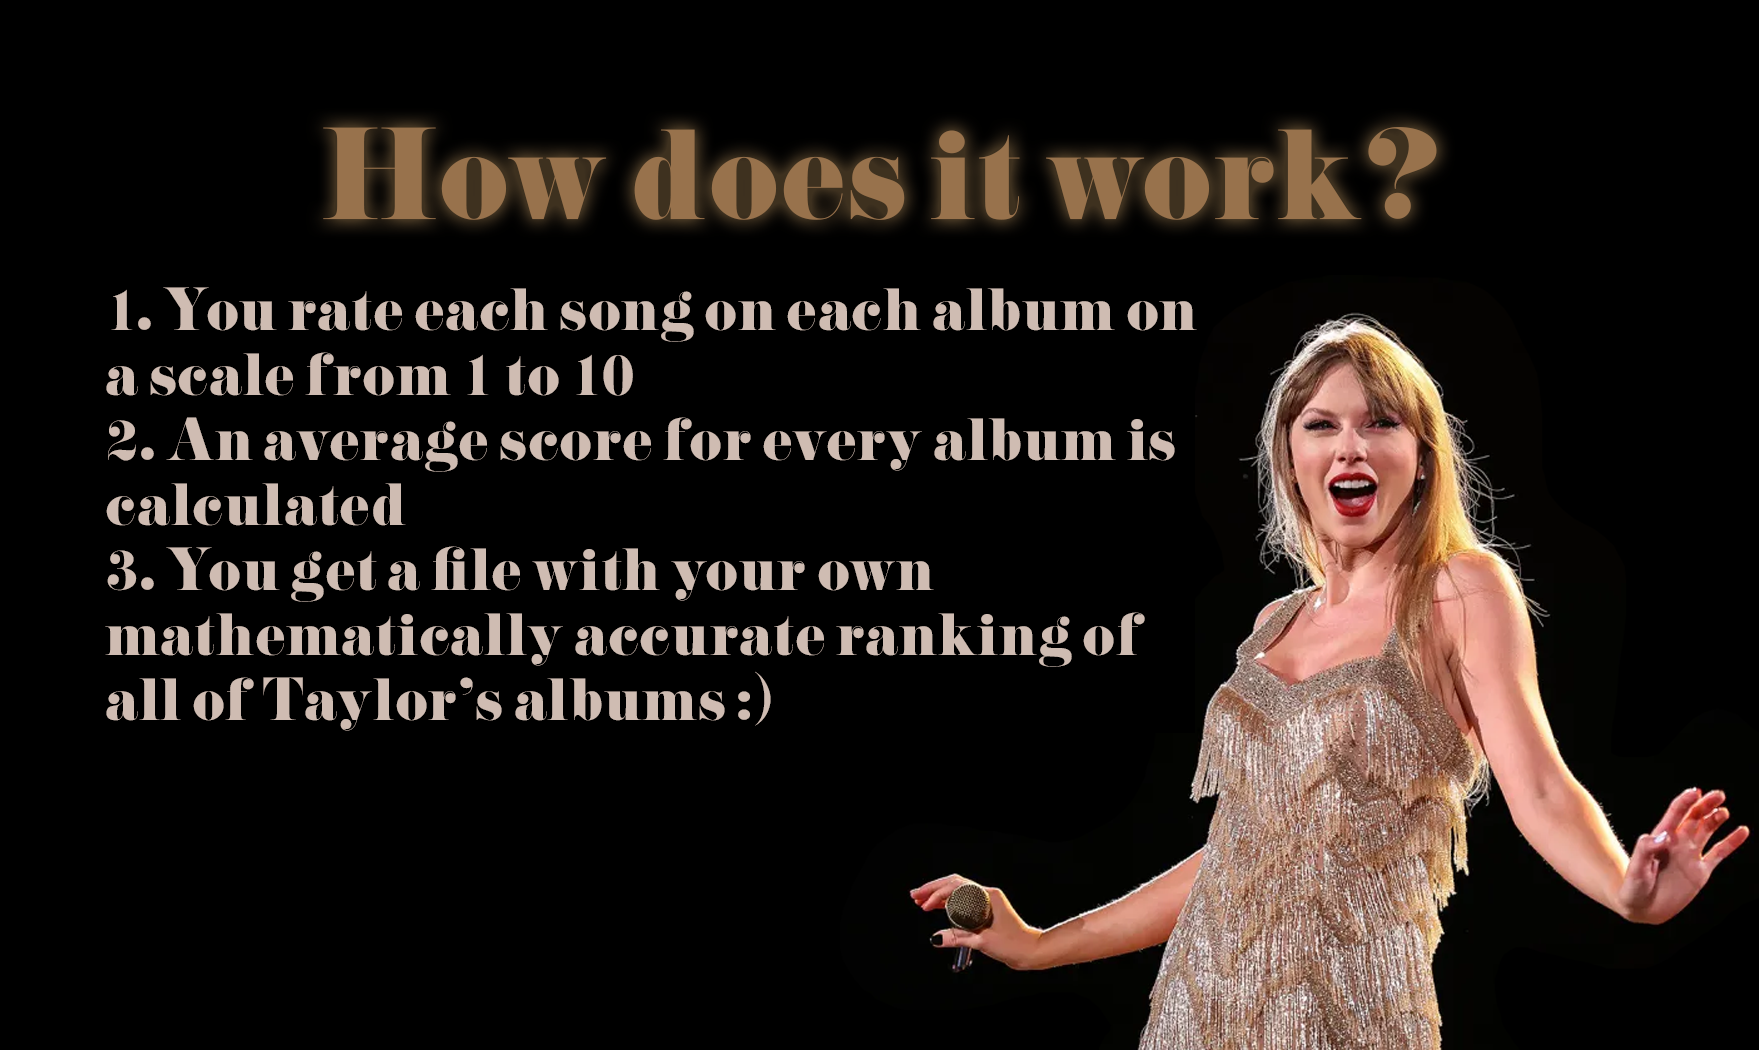 How does it work?
1. You rate each song on each album on
a scale from 1 to 10
2. An average score for every album is
calculated
3. You get a file with your own
mathematically accurate ranking of
all of Taylor’s albums :)